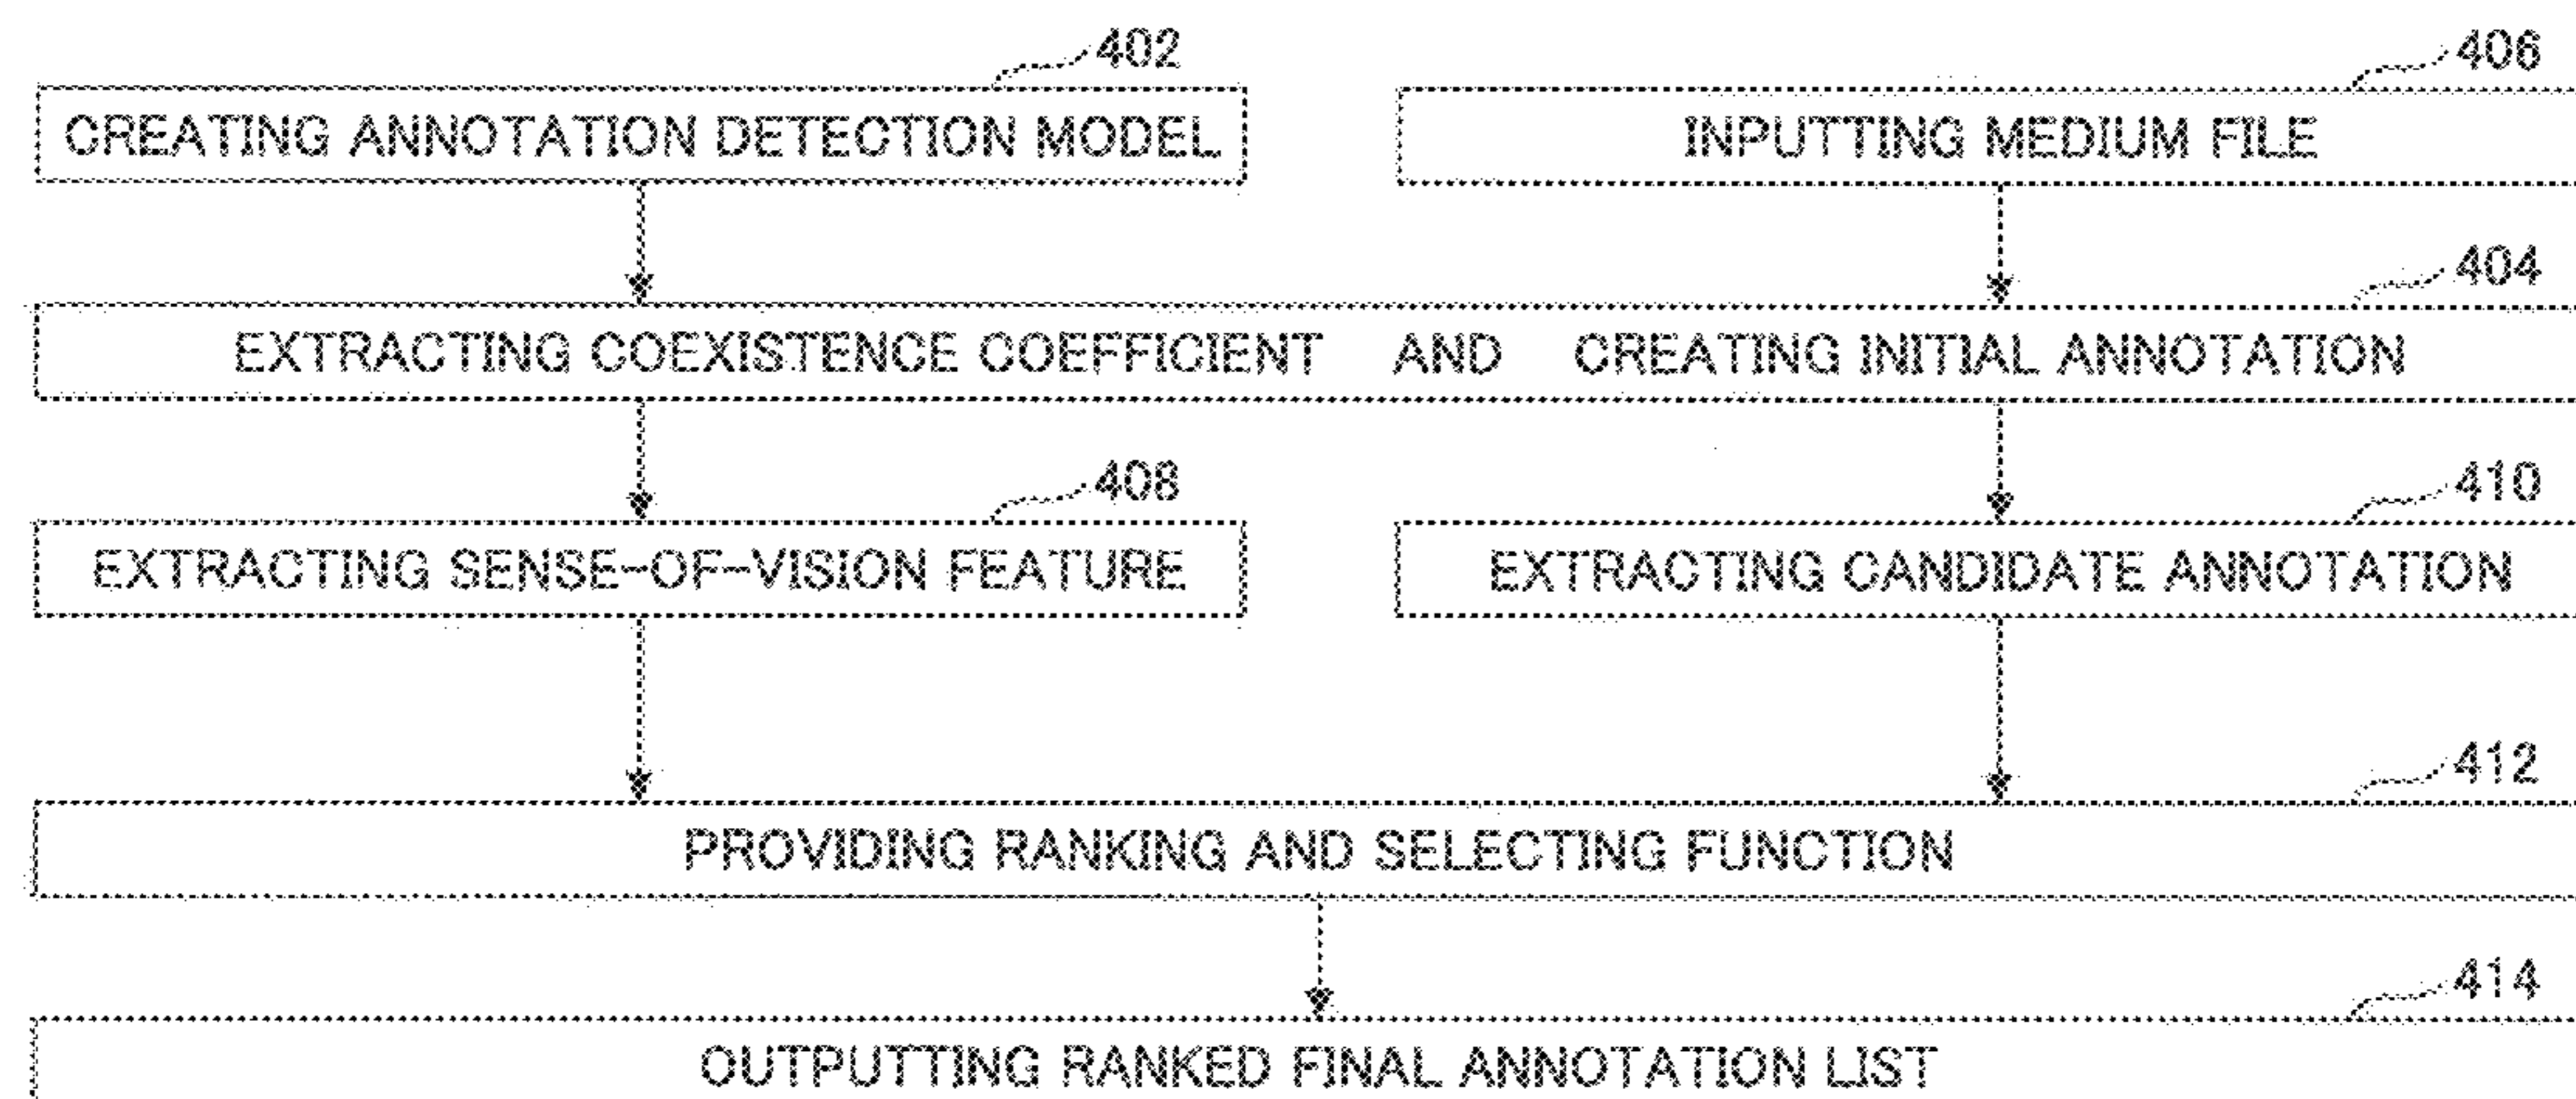 402
CREATING ANNOTATION DETECTION MODEL
406
INPUTTING MEDIUM FILE
404
EXTRACTING COEXISTENCE COEFFICIENT AND CREATING INITIAL ANNOTATION
408
EXTRACTING SENSE-OF-VISION FEATURE
410
EXTRACTING CANDIDATE ANNOTATION
412
PROVIDING RANKING AND SELECTING FUNCTION
414
OUTPUTTING RANKED FINAL ANNOTATION LIST